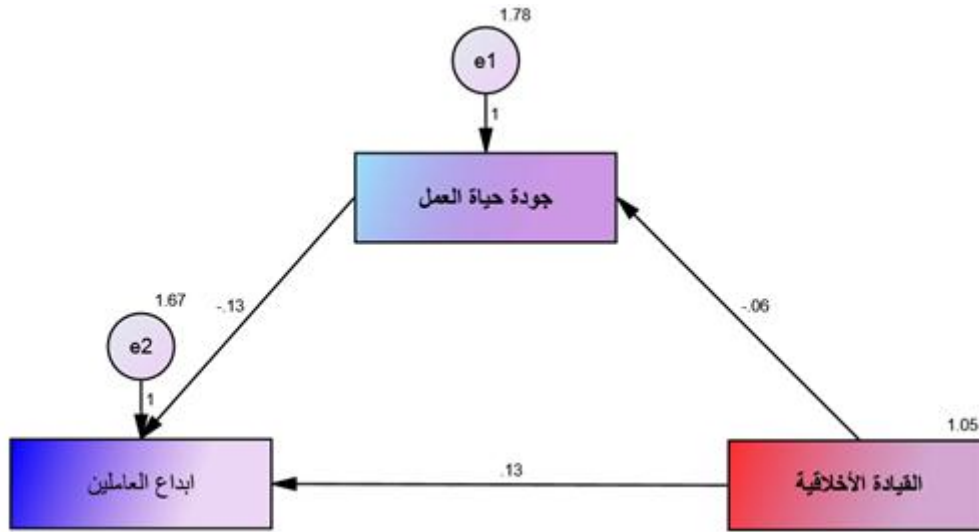 1.78
e1
1
جودة حياة العمل
-.13
-.06
1.67
e2
1
1.05
ابداع العاملين
.13
القيادة الأخلاقية